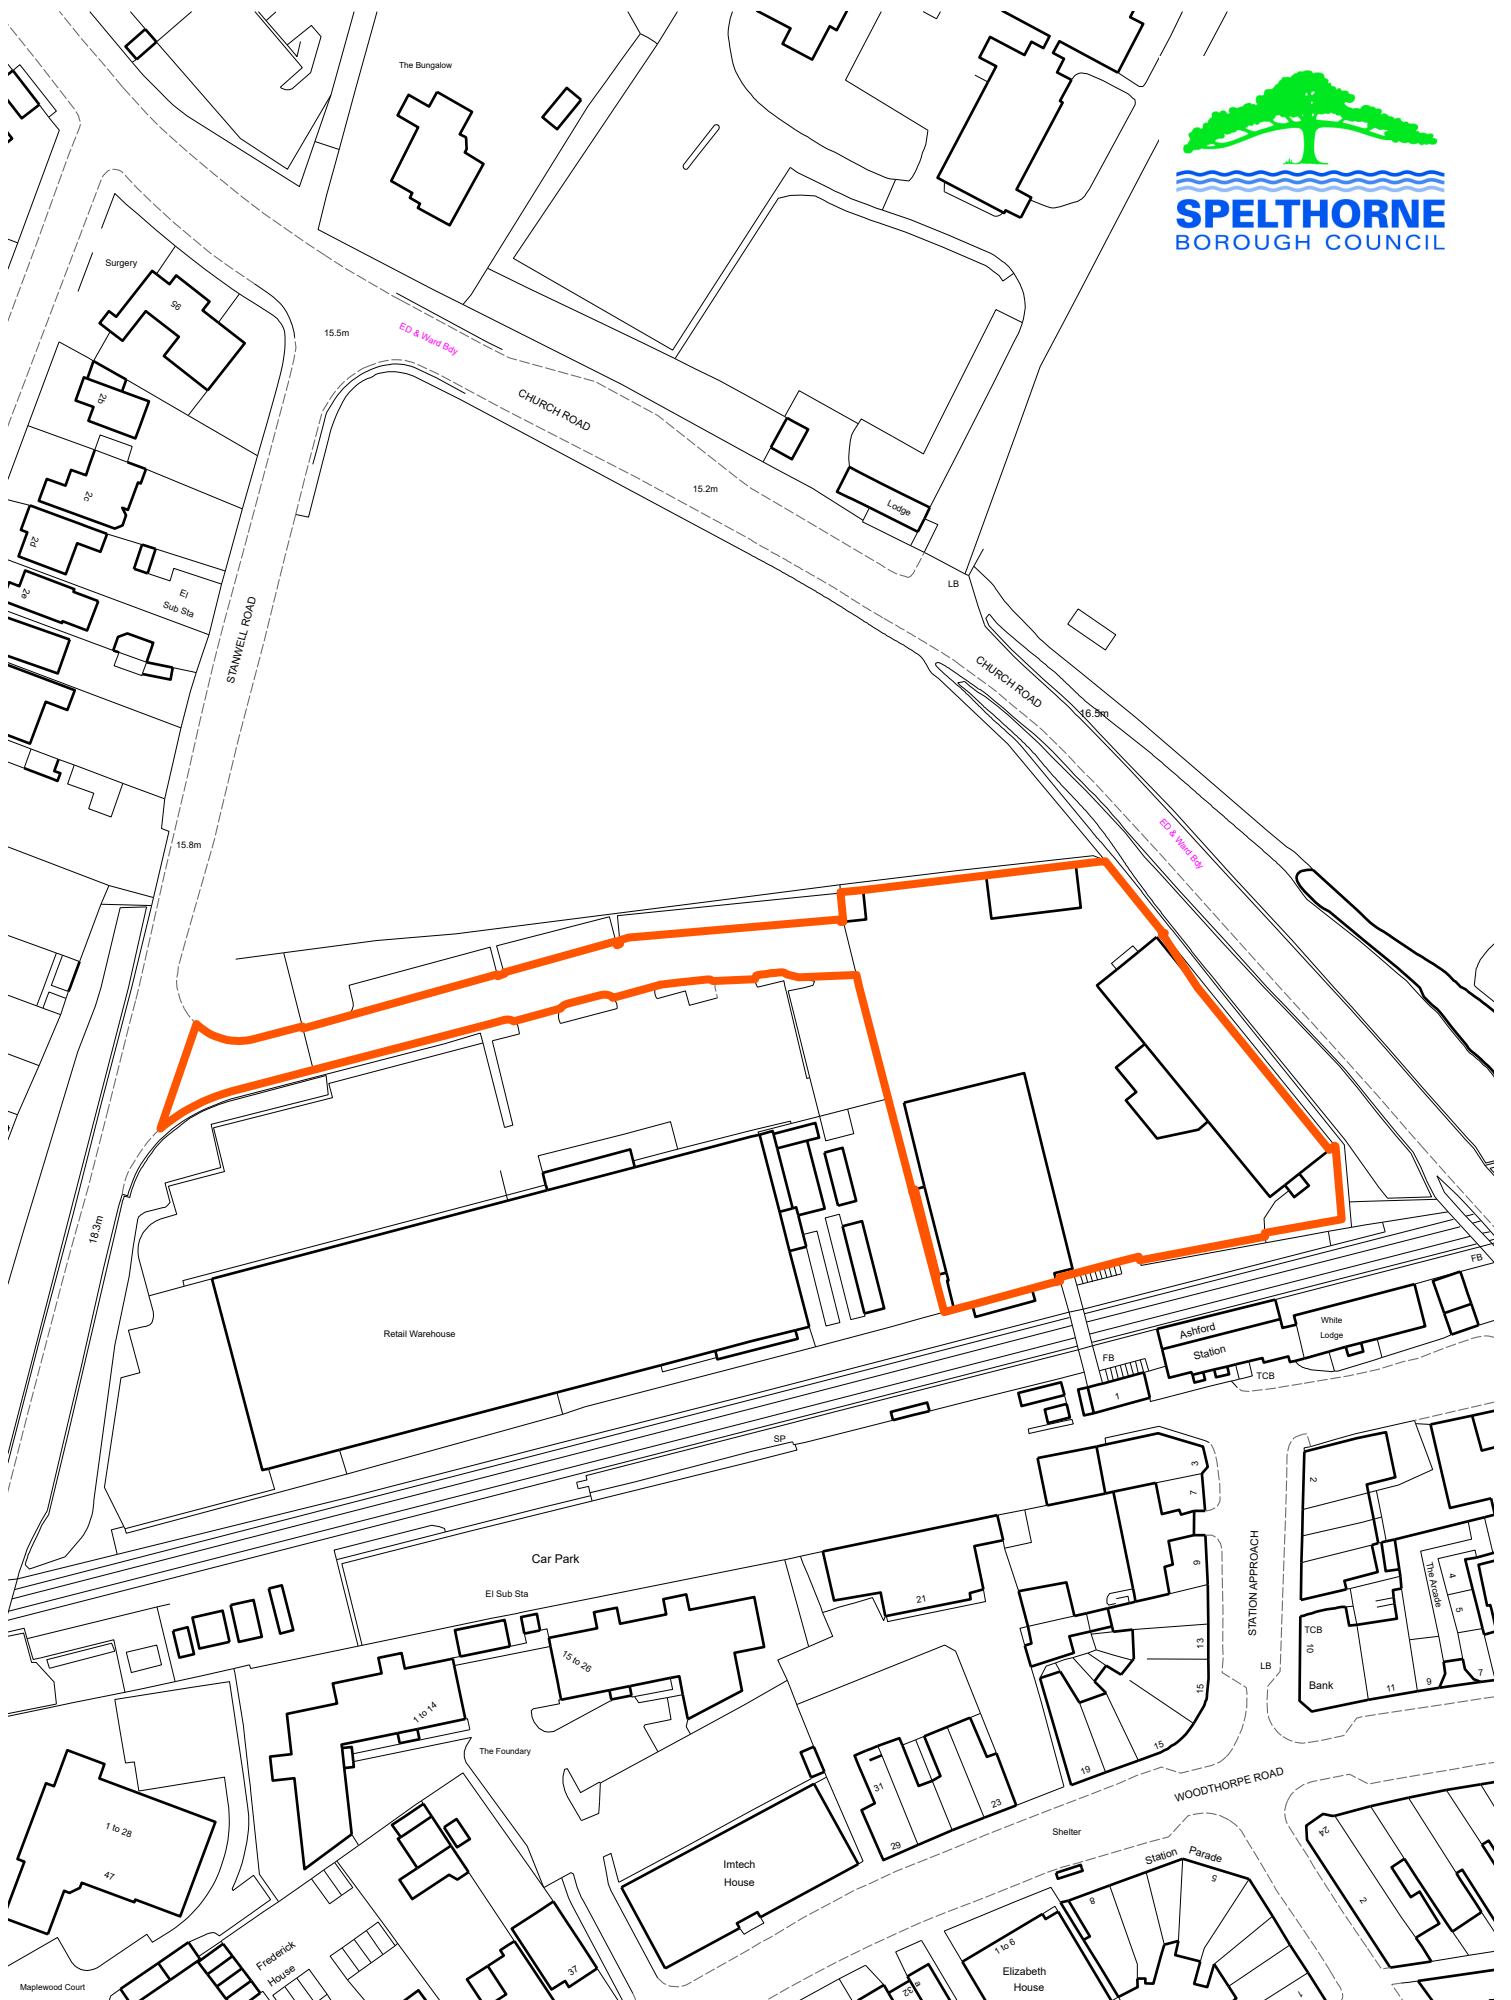 The Bungalow
SPELTHORNE
BOROUGH COUNCIL
Surgery
95
15.5m
ED & Ward Bdy
2b
CHURCH ROAD
15.2m
2c
Lodge
2d
LB
El
Sub Sta
2e
STANWELL ROAD
CHURCH ROAD
16.5m
15.8m
ED & Ward Bdy
18.3m
Retail Warehouse
FB
Ashford
Station
White
Lodge
FB
TCB
1
SP
3
7
2
Car Park
El Sub Sta
9
STATION APPROACH
The Arcade
4
5
21
TCB
10
Bank
13
15
LB
11
9
7
15 to 26
1 to 14
The Foundary
15
19
WOODTHORPE ROAD
31
23
29
Shelter
1 to 28
47
Imtech
House
Station Parade
5
8
24
2
Frederick
House
37
1 to 6
Elizabeth
House
32
a
1
Maplewood Court